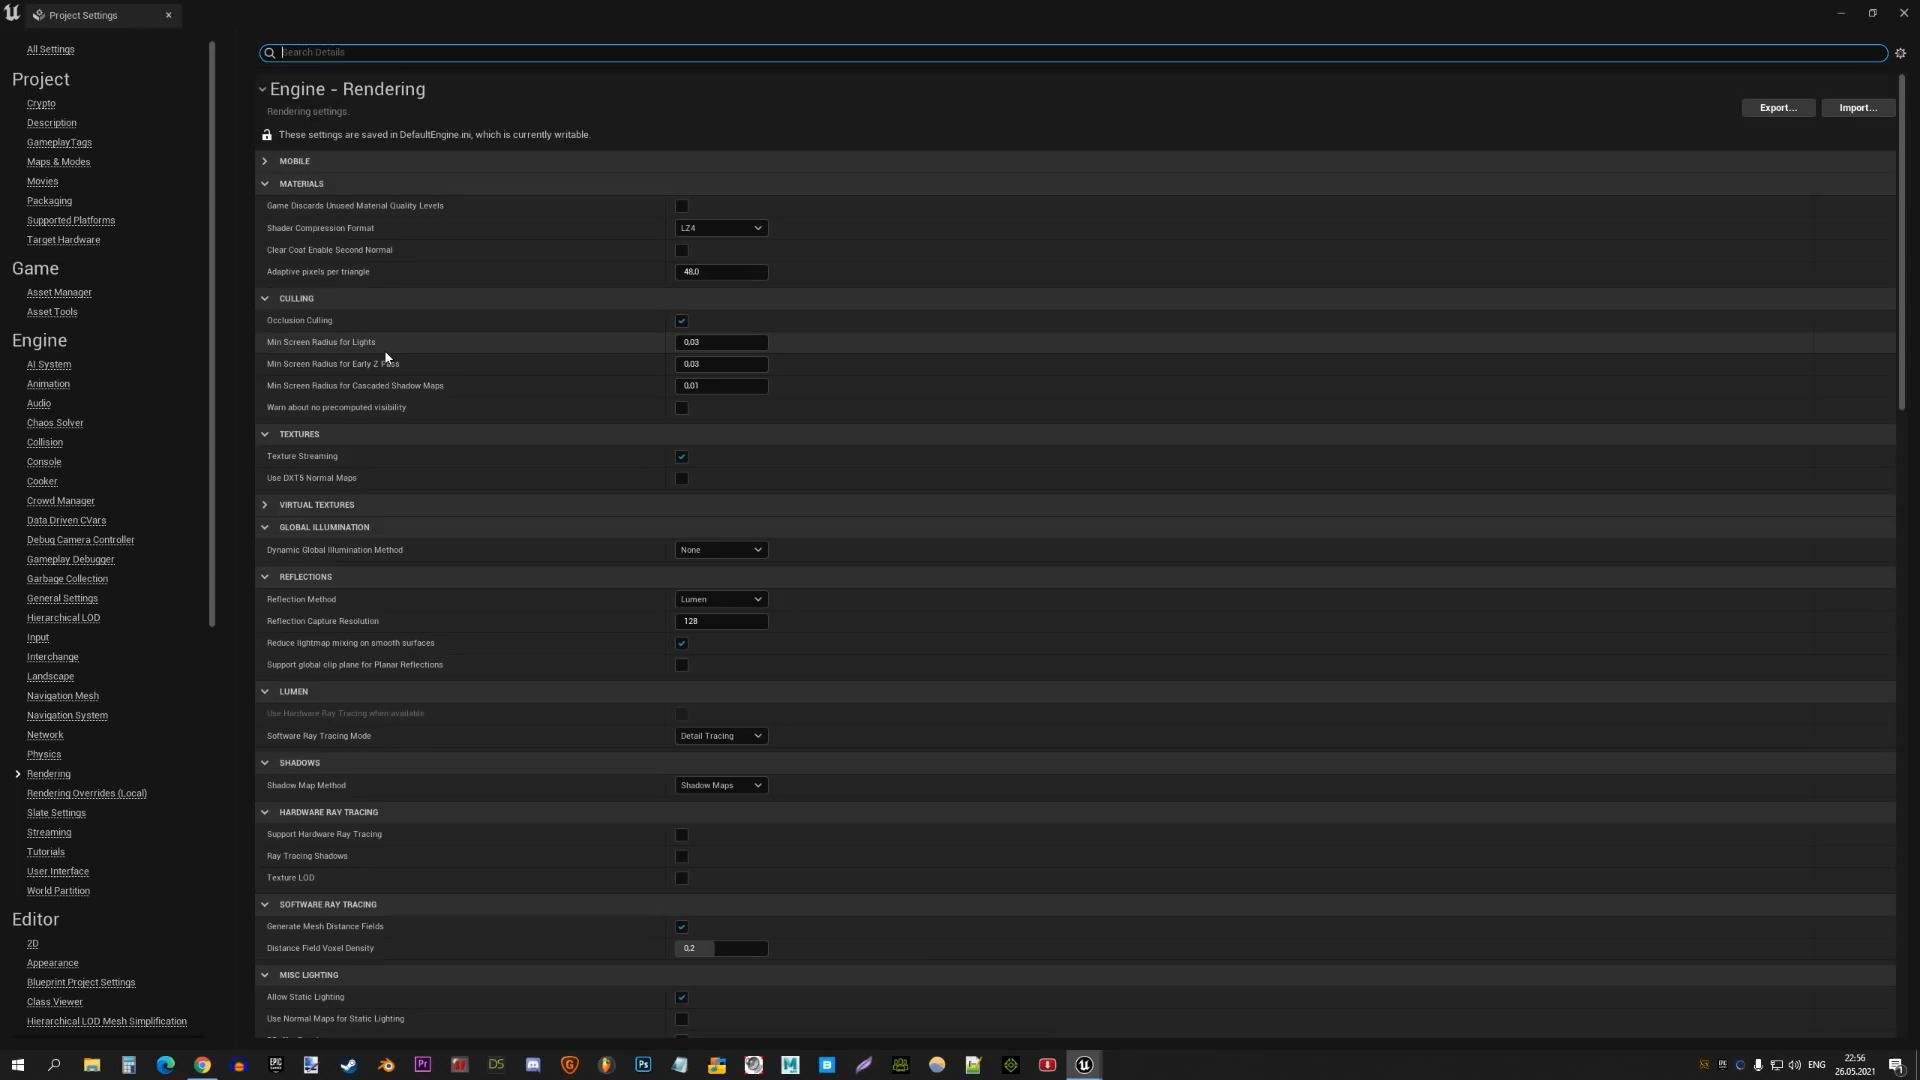 Project Settings
All Settings
Project
Crypto
Description
GameplayTags
Maps & Modes
Movies
Packaging
Supported Platforms
Target Hardware
Game
Asset Manager
Asset Tools
Engine
AI System
Animation
Audio
Chaos Solver
Collision
Console
Cooker
Crowd Manager
Data Driven CVars
Debug Camera Controller
Gameplay Debugger
Garbage Collection
General Settings
Hierarchical LOD
Input
Interchange
Landscape
Navigation Mesh
Navigation System
Network
Physics
Rendering
Rendering Overrides (Local)
Slate Settings
Streaming
Tutorials
User Interface
World Partition
Editor
2D
Appearance
Blueprint Project Settings
Class Viewer
Hierarchical LOD Mesh Simplification
Search Details
Engine - Rendering
Rendering settings.
Export...
Import...
These settings are saved in DefaultEngine.ini, which is currently writable.
MOBILE
MATERIALS
Game Discards Unused Material Quality Levels
Shader Compression Format LZ4
Clear Coat Enable Second Normal
Adaptive pixels per triangle 48,0
CULLING
Occlusion Culling
Min Screen Radius for Lights 0,03
Min Screen Radius for Early Z Pass 0,03
Min Screen Radius for Cascaded Shadow Maps 0,01
Warn about no precomputed visibility
TEXTURES
Texture Streaming
Use DXT5 Normal Maps
VIRTUAL TEXTURES
GLOBAL ILLUMINATION
Dynamic Global Illumination Method None
REFLECTIONS
Reflection Method Lumen
Reflection Capture Resolution 128
Reduce lightmap mixing on smooth surfaces
Support global clip plane for Planar Reflections
LUMEN
Use Hardware Ray Tracing when available
Software Ray Tracing Mode Detail Tracing
SHADOWS
Shadow Map Method Shadow Maps
HARDWARE RAY TRACING
Support Hardware Ray Tracing
Ray Tracing Shadows
Texture LOD
SOFTWARE RAY TRACING
Generate Mesh Distance Fields
Distance Field Voxel Density 0,2
MISC LIGHTING
Allow Static Lighting
Use Normal Maps for Static Lighting
EPIC
Pr
DS
Ps
M
ENG
22:56
26.05.2021